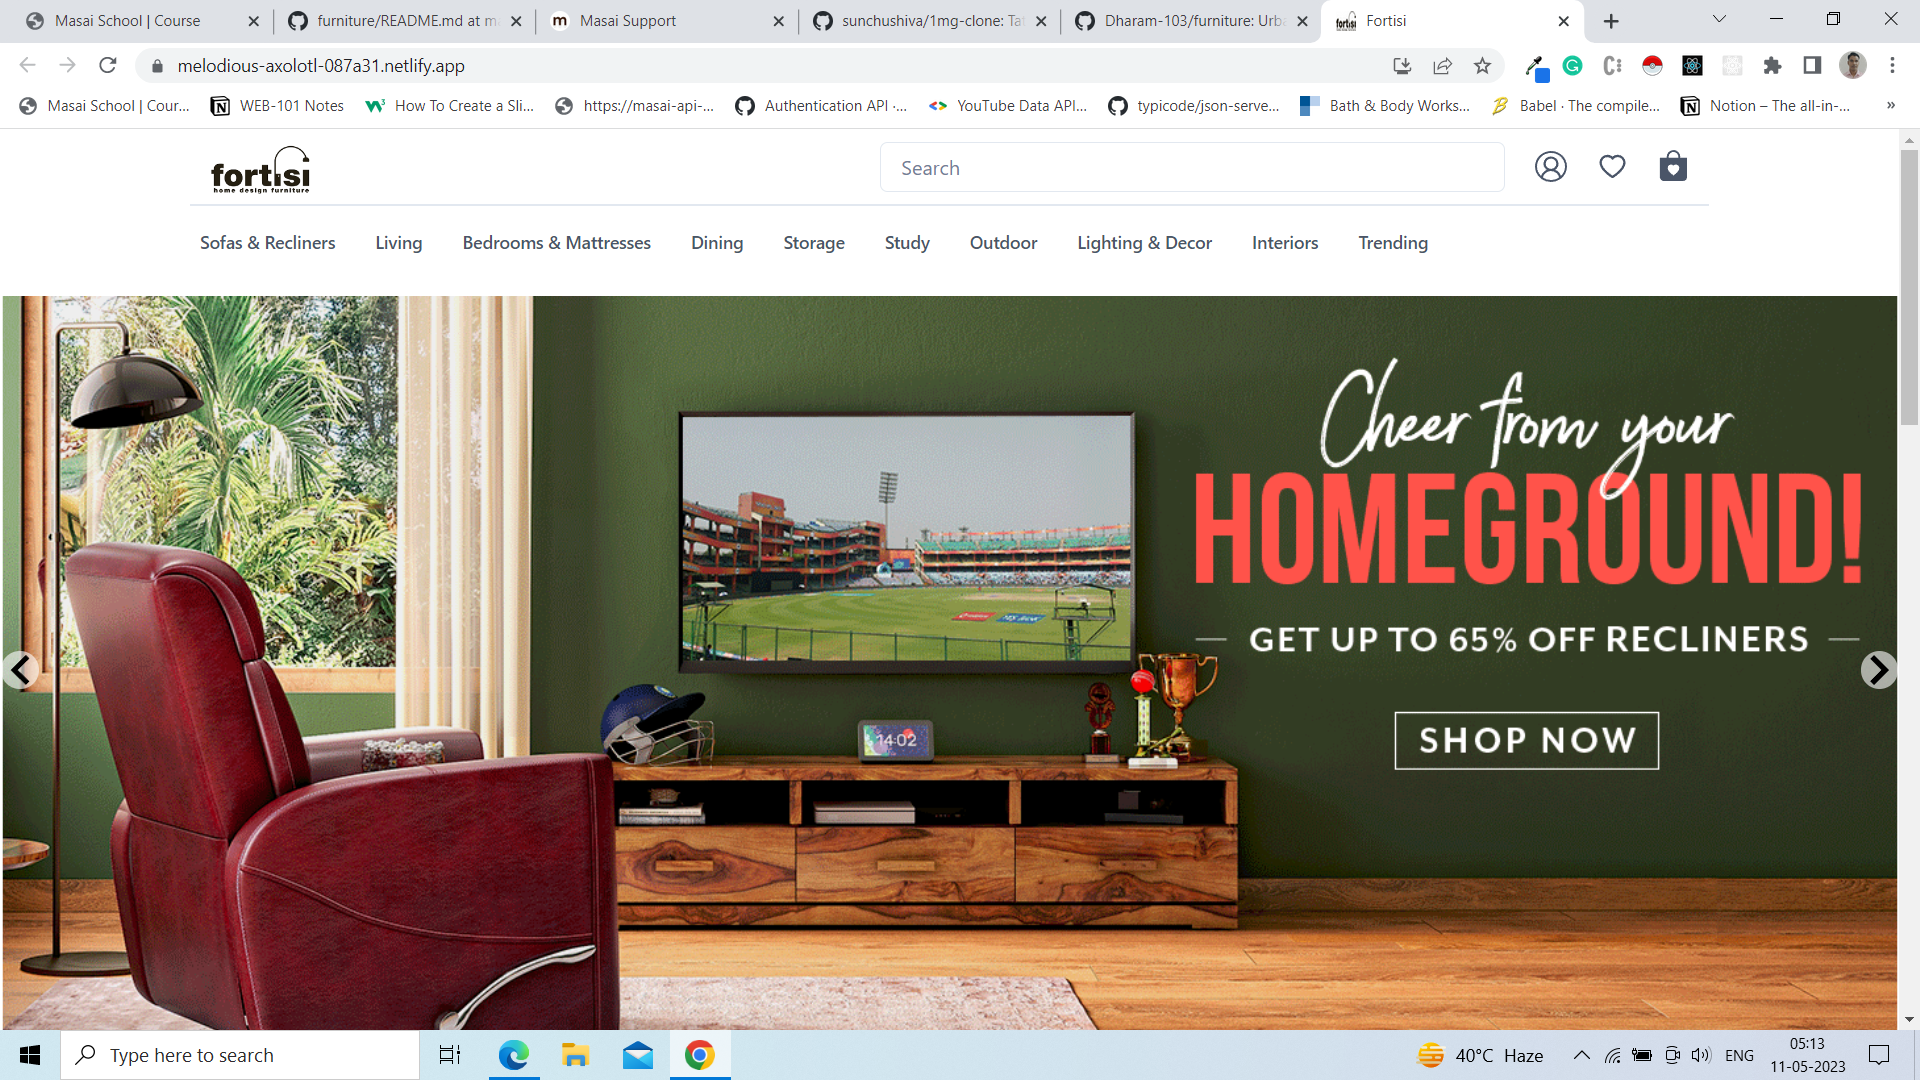 Masai School | Course
furniture/README.md at m
Masai Support
sunchushiva/1mg-clone: Ta
Dharam-103/furniture: Urb
Fortisi
melodious-axolotl-087a31.netlify.app
Masai School | Cour...
WEB-101 Notes
How To Create a Sli...
https://masai-api-...
Authentication API ·...
YouTube Data API...
typicode/json-serve...
Bath & Body Works...
Babel · The compile...
Notion – The all-in-...
»
fortisi
home design furniture
Search
Sofas & Recliners
Living
Bedrooms & Mattresses
Dining
Storage
Study
Outdoor
Lighting & Decor
Interiors
Trending
Cheer from your
HOMEGROUND!
GET UP TO 65% OFF RECLINERS
SHOP NOW
14:02
Type here to search
40°C Haze
ENG
05:13
11-05-2023